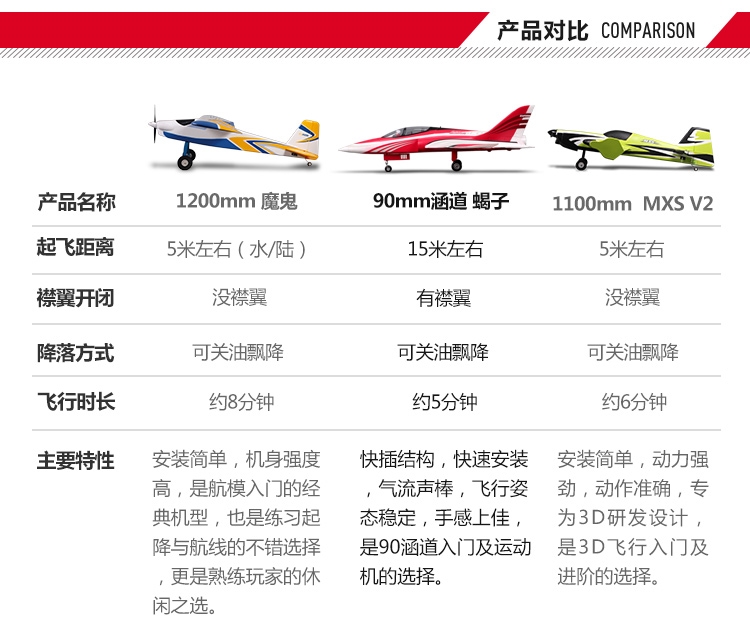 产品对比 COMPARISON
产品名称 1200mm 魔鬼 90mm涵道 蝎子 1100mm MXS V2
起飞距离 5米左右（水/陆） 15米左右 5米左右
襟翼开闭 没襟翼 有襟翼 没襟翼
降落方式 可关油飘降 可关油飘降 可关油飘降
飞行时长 约8分钟 约5分钟 约6分钟
主要特性
安装简单，机身强度
高，是航模入门的经
典机型，也是练习起
降与航线的不错选择
，更是熟练玩家的休
闲之选。
快插结构，快速安装
，气流声棒，飞行姿
态稳定，手感上佳，
是90涵道入门及运动
机的选择。
安装简单，动力强
劲，动作准确，专
为3D研发设计，
是3D飞行入门及
进阶的选择。